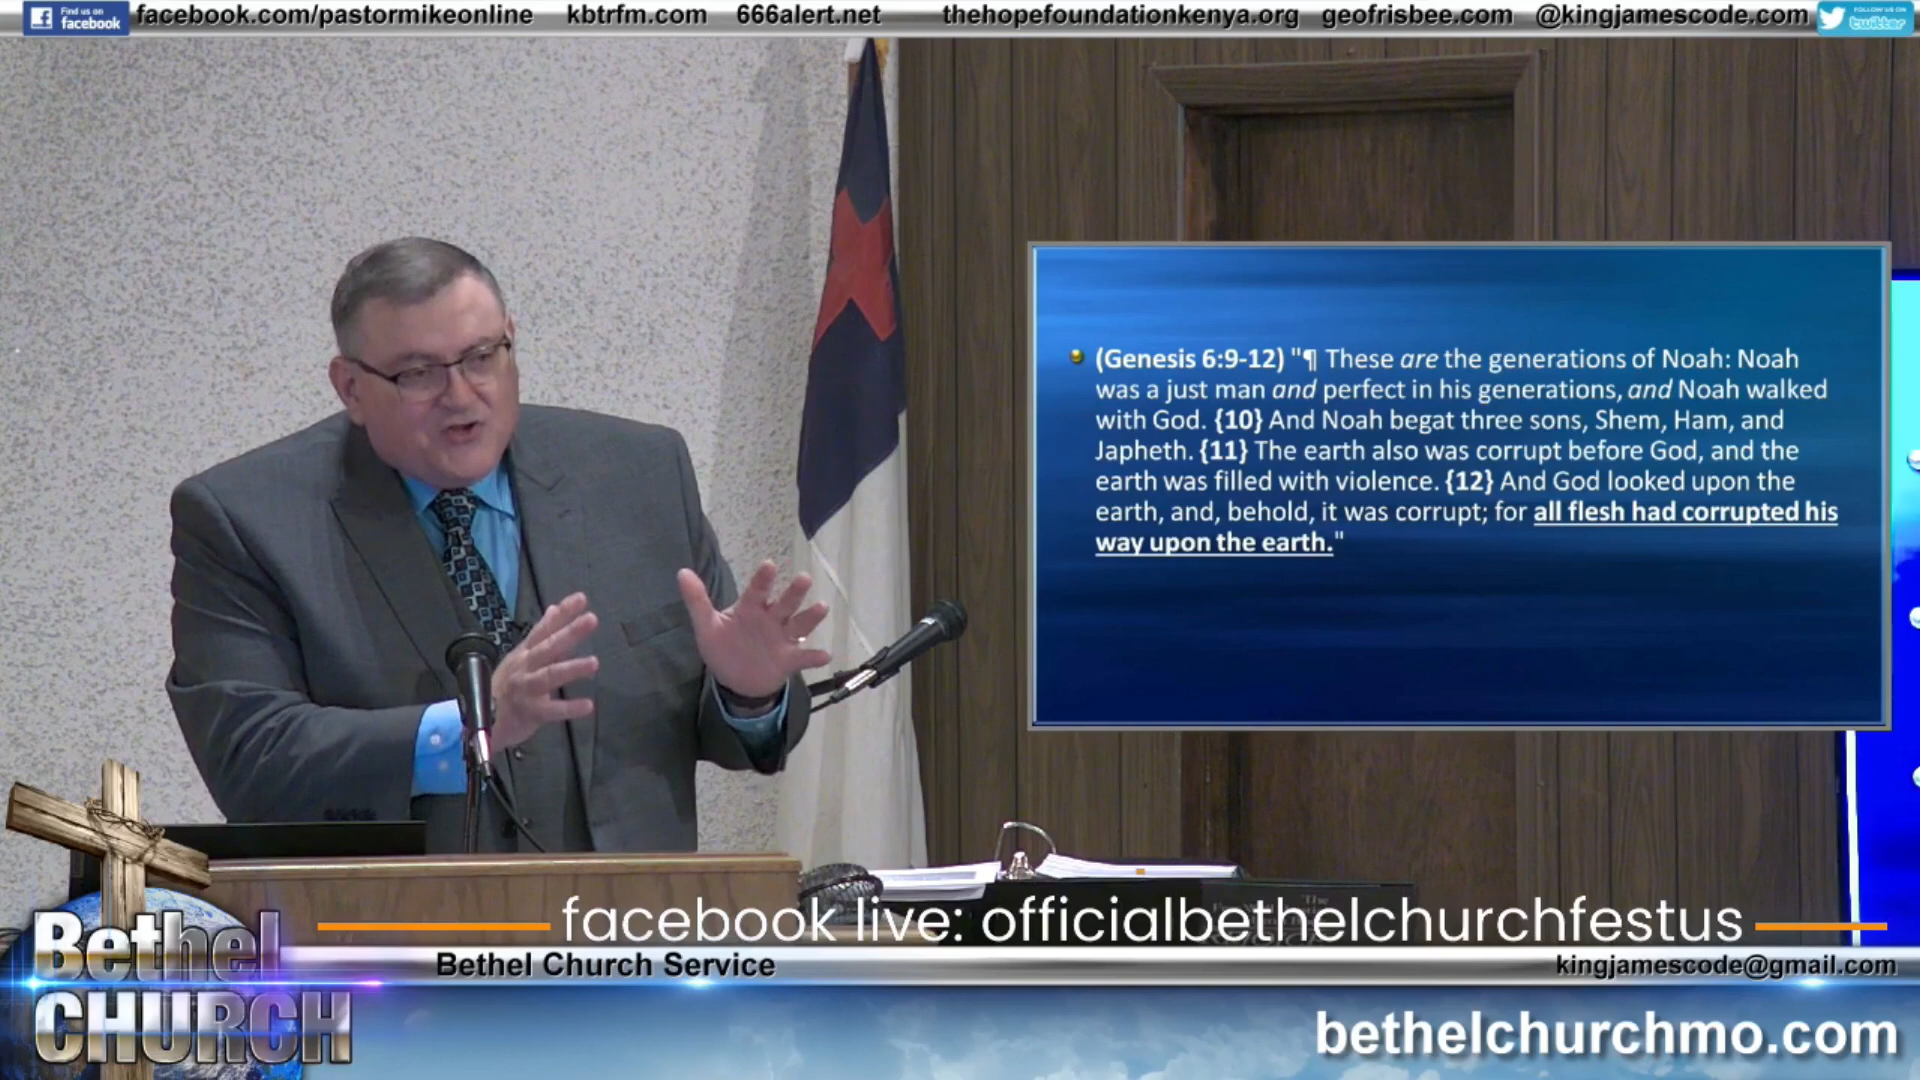 Find us on
facebook
facebook.com/pastormikeonline kbtrfm.com 666alert.net thehopefoundationkenya.org geofrisbee.com @kingjamescode.com
FOLLOW US ON
twitter
(Genesis 6:9-12) "¶ These are the generations of Noah: Noah
was a just man and perfect in his generations, and Noah walked
with God. {10} And Noah begat three sons, Shem, Ham, and
Japheth. {11} The earth also was corrupt before God, and the
earth was filled with violence. {12} And God looked upon the
earth, and, behold, it was corrupt; for all flesh had corrupted his
way upon the earth."
facebook live: officialbethelchurchfestus
Bethel Church Service
kingjamescode@gmail.com
Bethel
CHURCH
bethelchurchmo.com